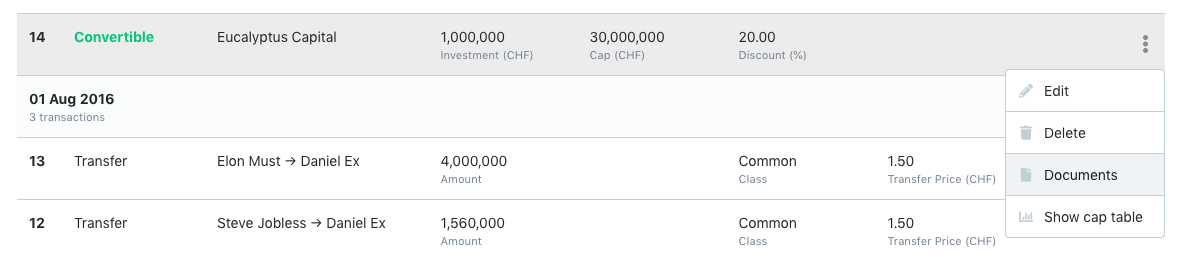 14 Convertible Eucalyptus Capital 1,000,000 30,000,000 20.00
Investment (CHF) Cap (CHF) Discount (%)
Edit
01 Aug 2016
3 transactions
Delete
13 Transfer Elon Must → Daniel Ex 4,000,000 Common 1.50
Amount Class Transfer Price (CHF)
Documents
12 Transfer Steve Jobless → Daniel Ex 1,560,000 Common 1.50
Amount Class Transfer Price (CHF)
Show cap table